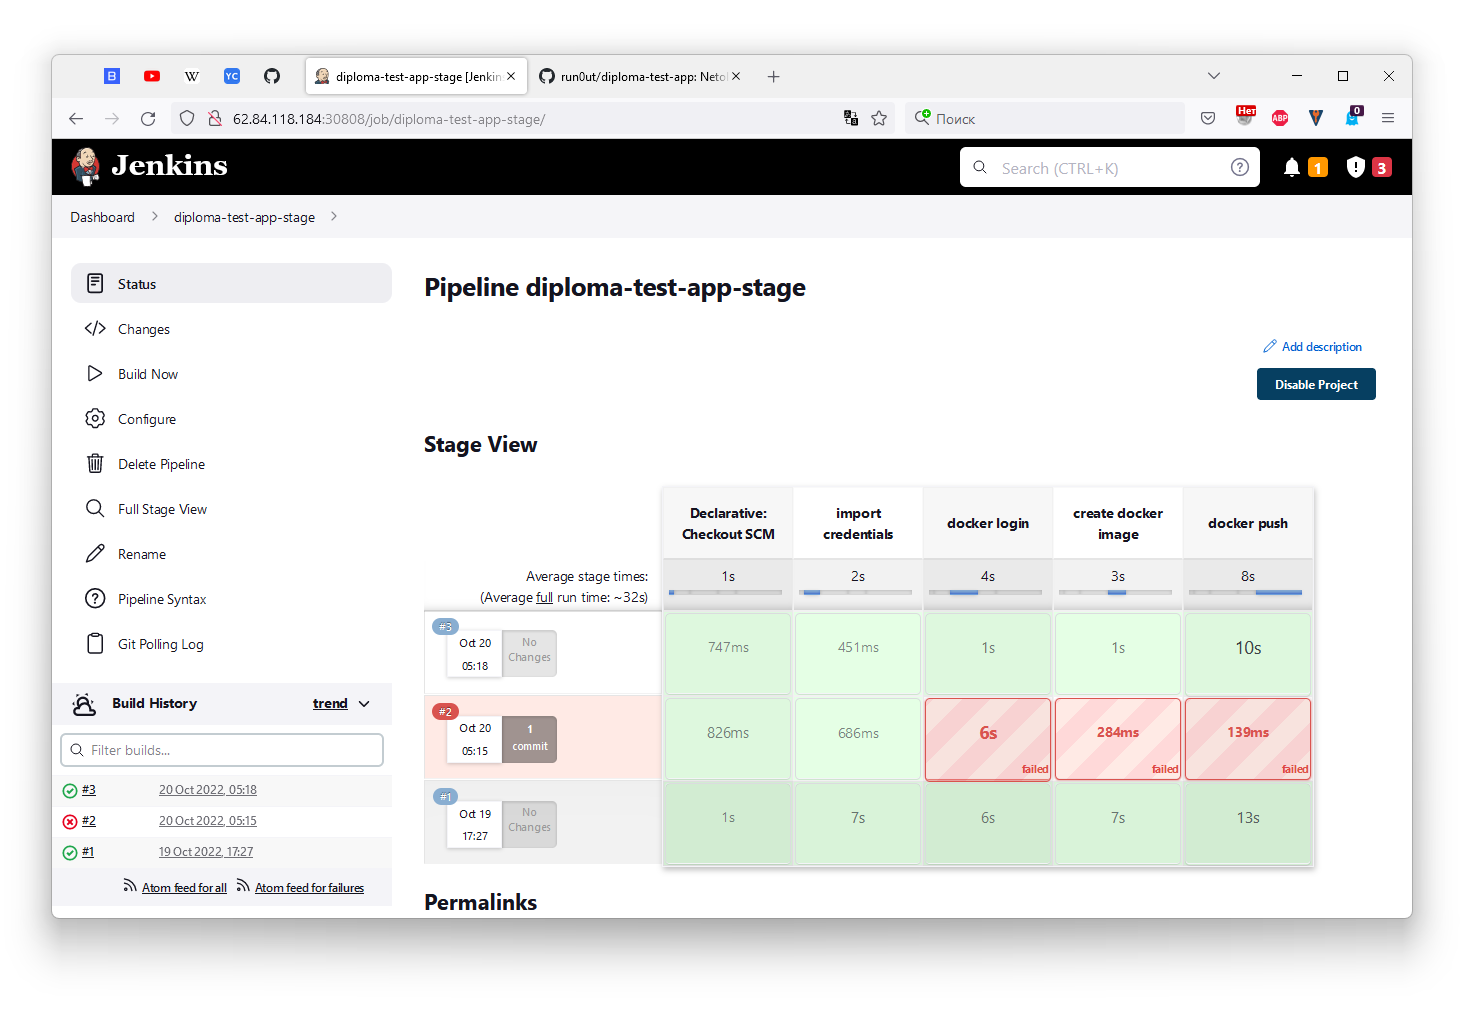 B
W
YC
diploma-test-app-stage [Jenkin
run0ut/diploma-test-app: Neto
62.84.118.184:30808/job/diploma-test-app-stage/
Поиск
Нет
ABP
0
Jenkins
Search (CTRL+K)
1
3
Dashboard
diploma-test-app-stage
Status
Changes
Build Now
Configure
Delete Pipeline
Full Stage View
Rename
Pipeline Syntax
Git Polling Log
Build History
trend
Filter builds...
#3 20 Oct 2022, 05:18
#2 20 Oct 2022, 05:15
#1 19 Oct 2022, 17:27
Atom feed for all Atom feed for failures
Pipeline diploma-test-app-stage
Add description
Disable Project
Stage View
Declarative: Checkout SCM
import credentials
docker login
create docker image
docker push
Average stage times:
(Average full run time: ~32s)
1s 2s 4s 3s 8s
#3
Oct 20
05:18
No Changes
747ms 451ms 1s 1s 10s
#2
Oct 20
05:15
1 commit
826ms 686ms 6s 284ms 139ms
failed failed failed
#1
Oct 19
17:27
No Changes
1s 7s 6s 7s 13s
Permalinks